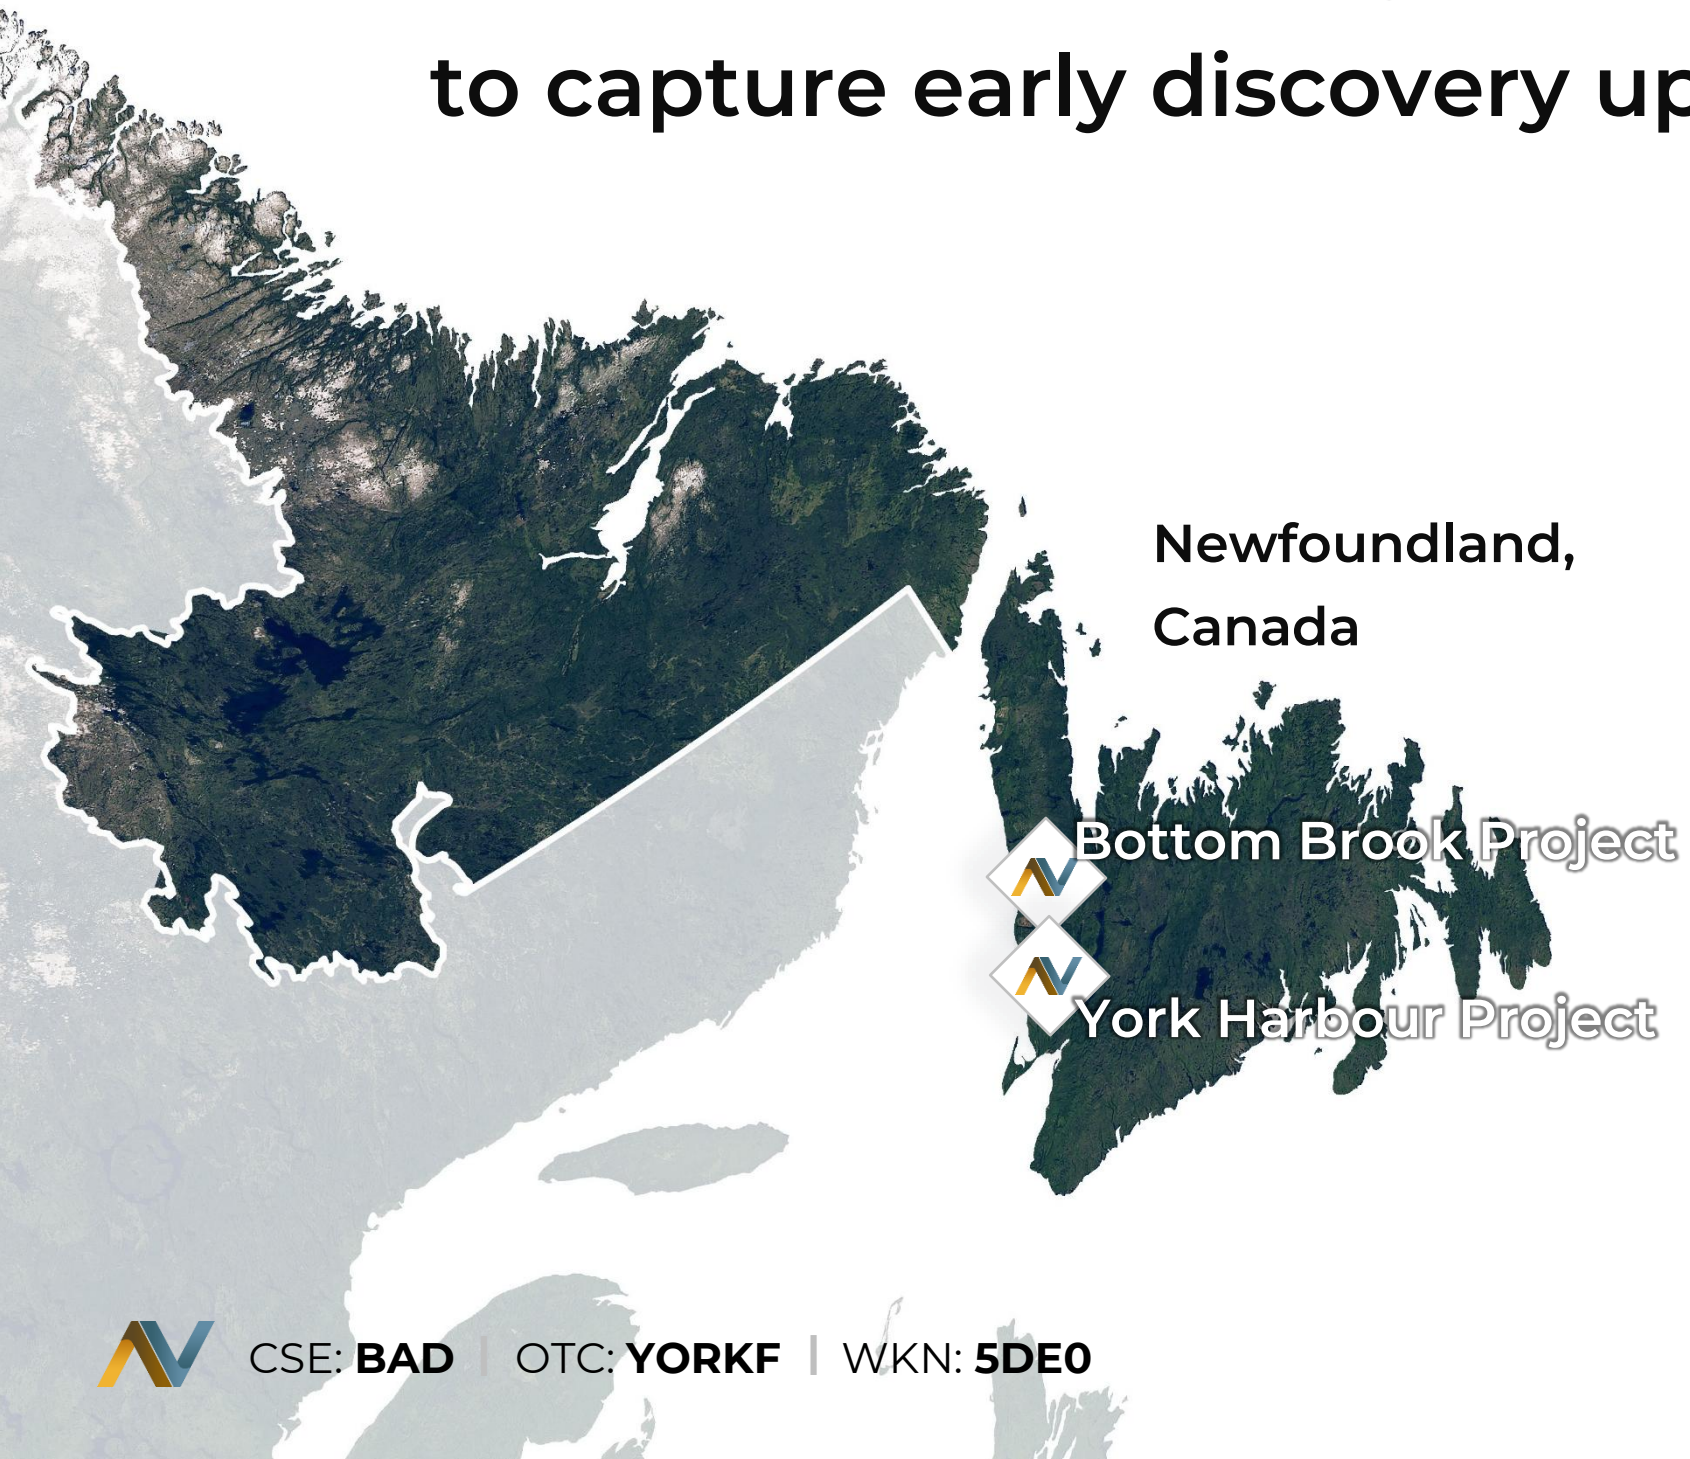 to capture early discovery up
Newfoundland,
Canada
Bottom Brook Project
York Harbour Project
CSE: BAD | OTC: YORKF | WKN: 5DE0